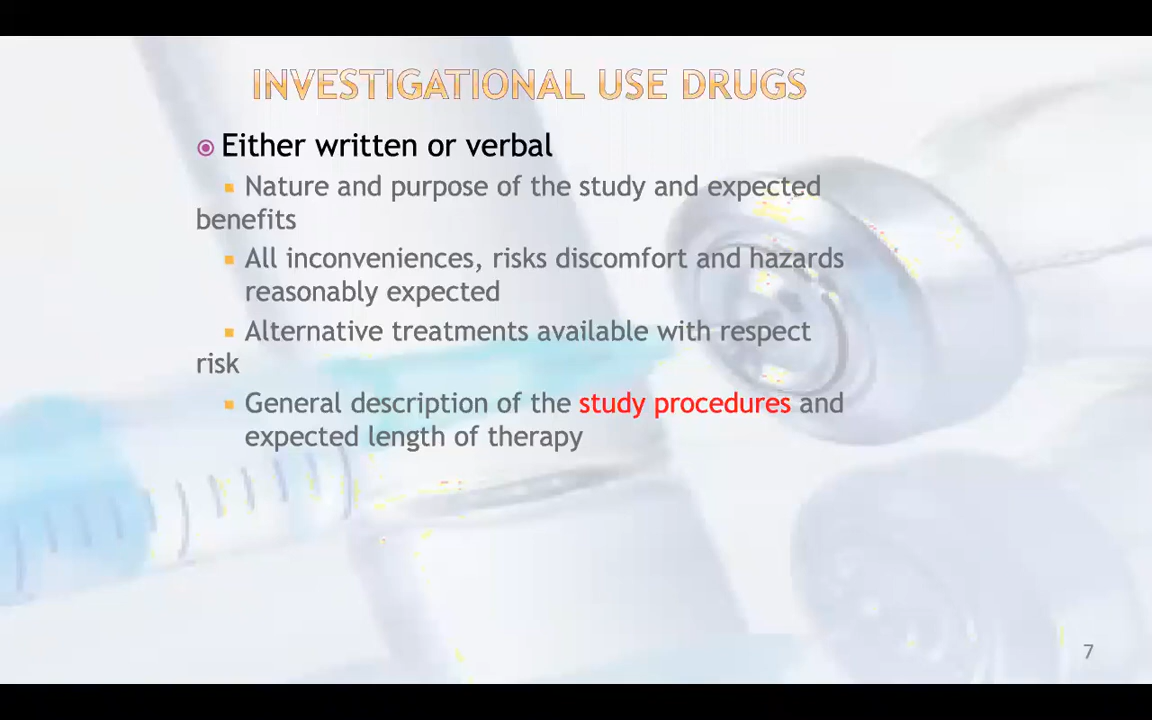 INVESTIGATIONAL USE DRUGS
Either written or verbal
Nature and purpose of the study and expected
benefits
All inconveniences, risks discomfort and hazards
reasonably expected
Alternative treatments available with respect
risk
General description of the study procedures and
expected length of therapy
7